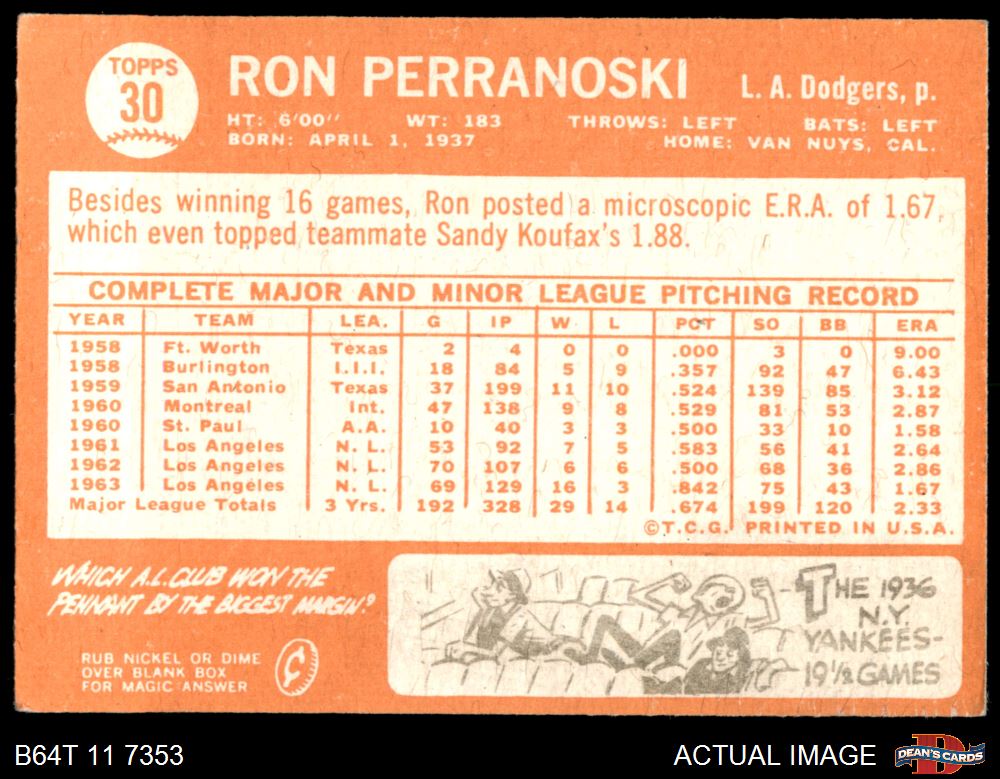 TOPPS
30
RON PERRANOSKI
L. A. Dodgers, p.
HT: 6'00" WT: 183 THROWS: LEFT BATS: LEFT
BORN: APRIL 1, 1937 HOME: VAN NUYS, CAL.
Besides winning 16 games, Ron posted a microscopic E.R.A. of 1.67,
which even topped teammate Sandy Koufax's 1.88.
COMPLETE MAJOR AND MINOR LEAGUE PITCHING RECORD
YEAR TEAM LEA. G IP W L PCT SO BB ERA
1958 Ft. Worth Texas 2 4 0 0 .000 3 0 9.00
1958 Burlington I.I.I. 18 84 5 9 .357 92 47 6.43
1959 San Antonio Texas 37 199 11 10 .524 139 85 3.12
1960 Montreal Int. 47 138 9 8 .529 81 53 2.87
1960 St. Paul A.A. 10 40 3 3 .500 33 10 1.58
1961 Los Angeles N. L. 53 92 7 5 .583 56 41 2.64
1962 Los Angeles N. L. 70 107 6 6 .500 68 36 2.86
1963 Los Angeles N. L. 69 129 16 3 .842 75 43 1.67
Major League Totals 3 Yrs. 192 328 29 14 .674 199 120 2.33
©T.C.G. PRINTED IN U.S.A.
WHICH A.L. CLUB WON THE
PENNANT BY THE BIGGEST MARGIN?
RUB NICKEL OR DIME
OVER BLANK BOX
FOR MAGIC ANSWER
¢
THE 1936
N.Y.
YANKEES-
19 1/2 GAMES
B64T 11 7353
ACTUAL IMAGE
D
DEAN'S CARDS